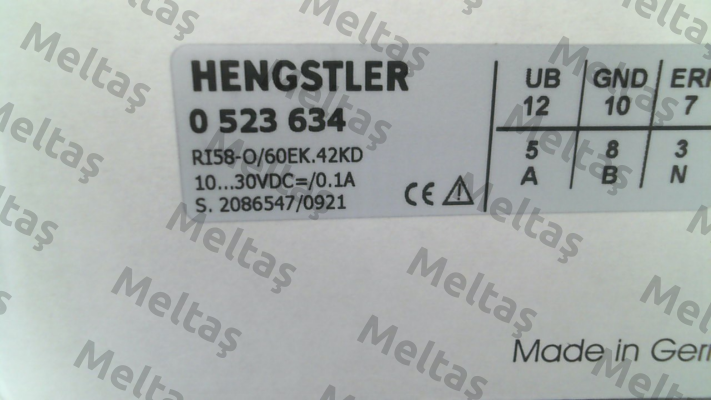 HENGSTLER
0 523 634
RI58-O/60EK.42KD
10...30VDC=/0.1A
S. 2086547/0921
CE
UB GND ERR
12 10 7
5 8 3
A B N
Made in Ger
Meltaş